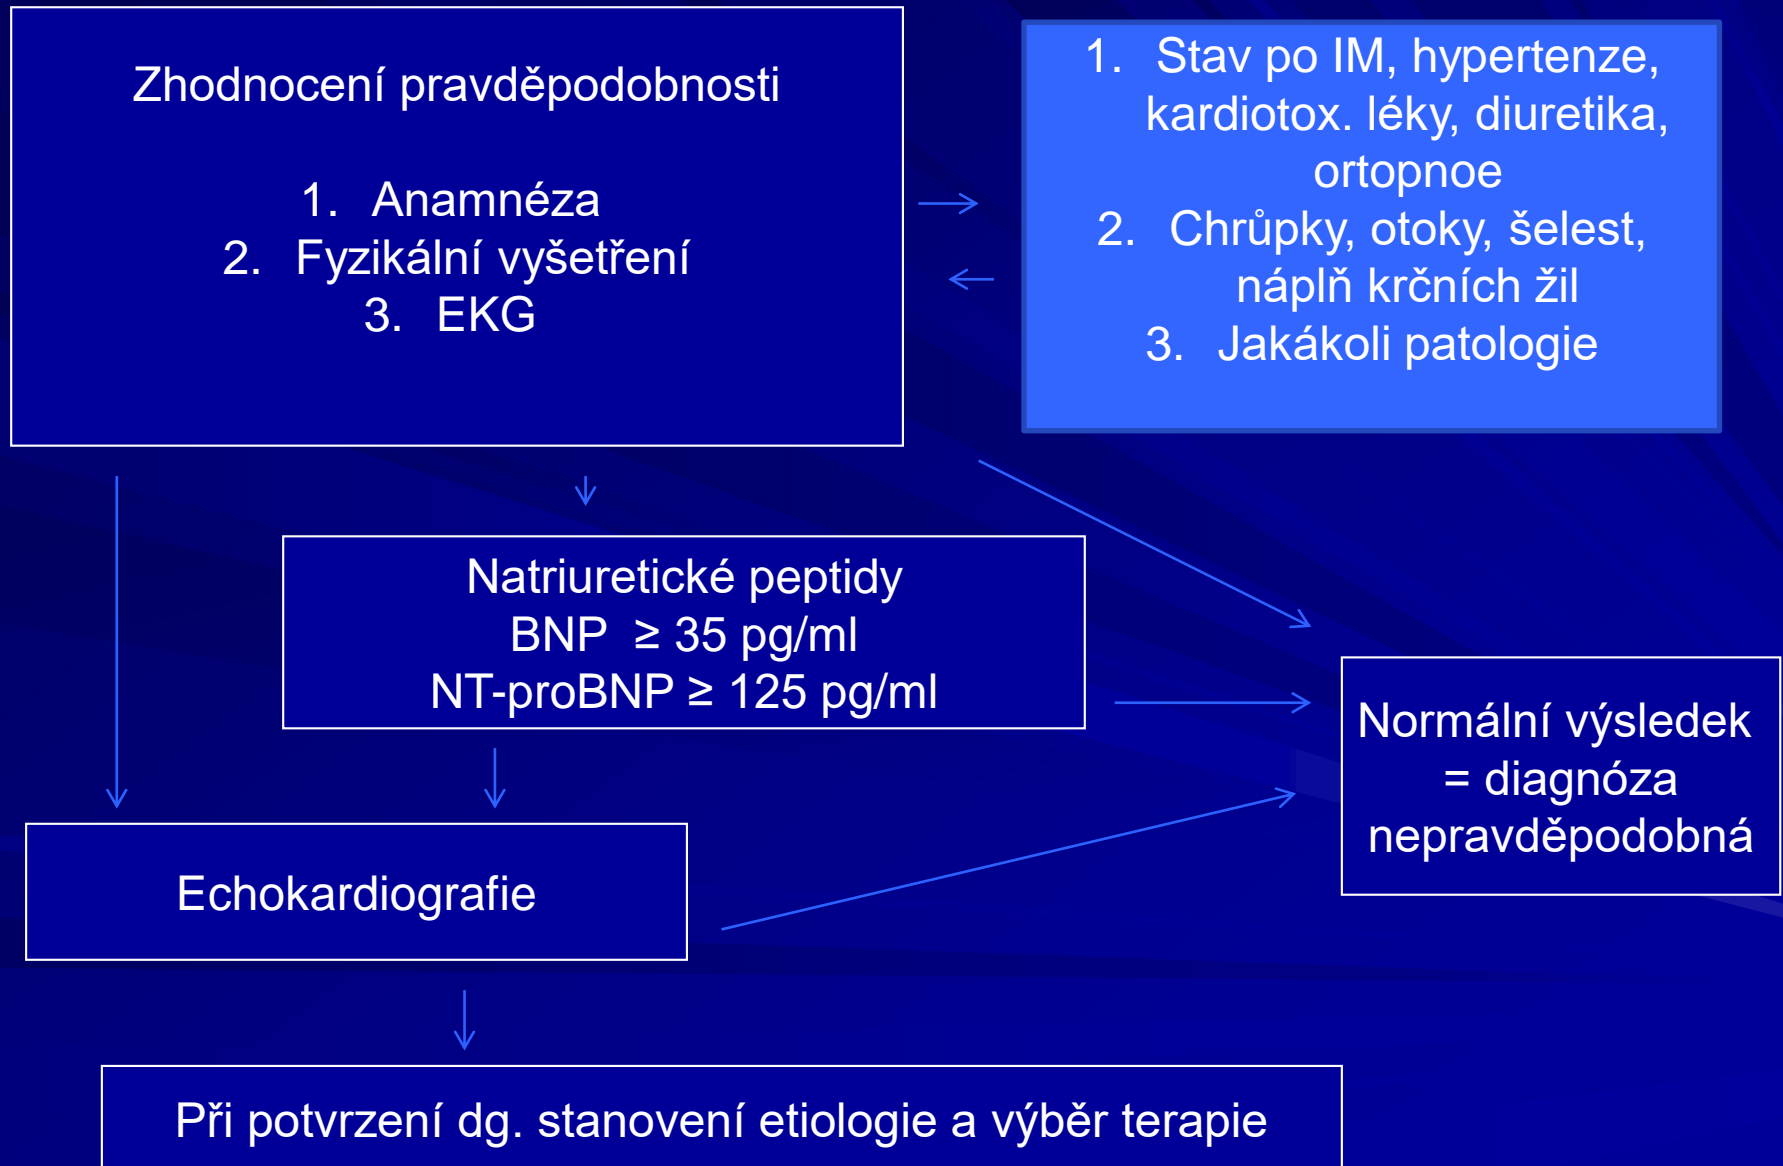 Zhodnocení pravděpodobnosti
1. Anamnéza
2. Fyzikální vyšetření
3. EKG
1. Stav po IM, hypertenze,
kardiotox. léky, diuretika,
ortopnoe
2. Chrůpky, otoky, šelest,
náplň krčních žil
3. Jakákoli patologie
Natriuretické peptidy
BNP ≥ 35 pg/ml
NT-proBNP ≥ 125 pg/ml
Normální výsledek
= diagnóza
nepravděpodobná
Echokardiografie
Při potvrzení dg. stanovení etiologie a výběr terapie